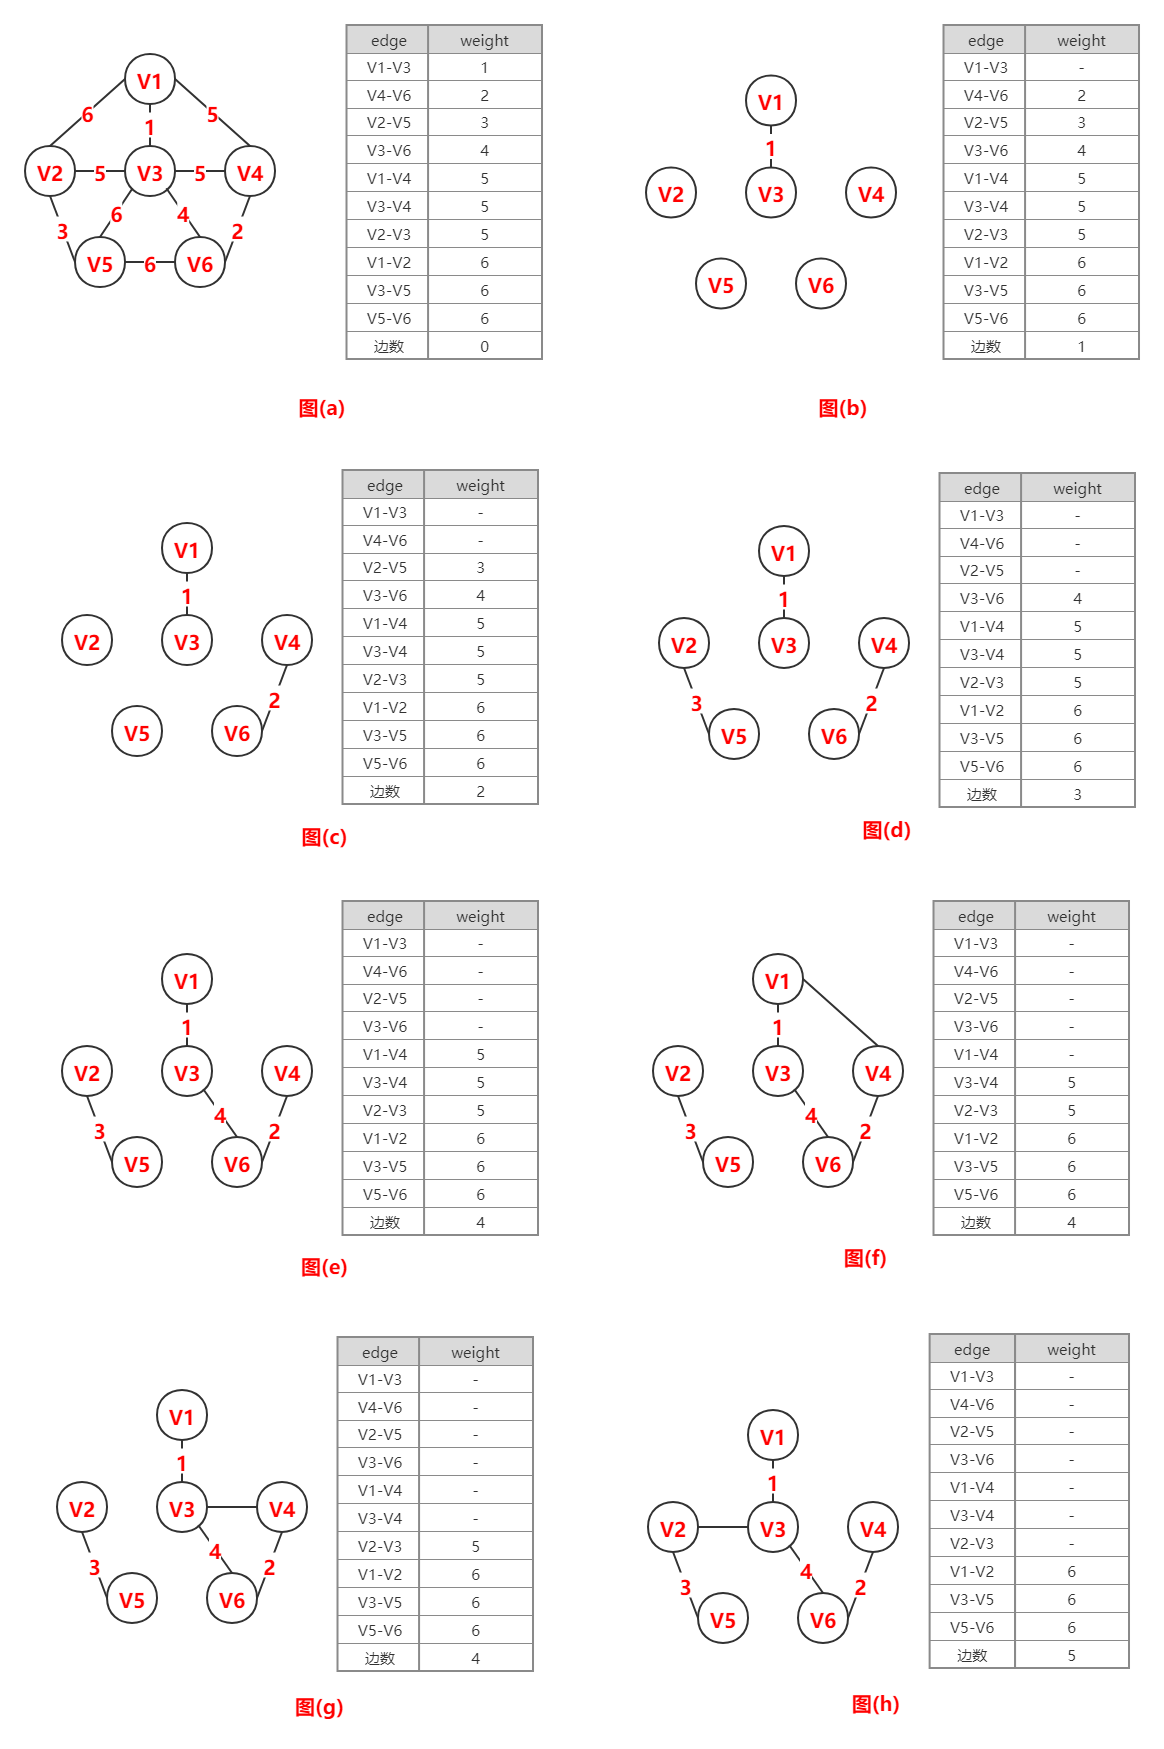 V1
6
5
1
V2
5
V3
5
V4
6
4
3
2
V5
6
V6
edge weight
V1-V3 1
V4-V6 2
V2-V5 3
V3-V6 4
V1-V4 5
V3-V4 5
V2-V3 5
V1-V2 6
V3-V5 6
V5-V6 6
边数 0
图(a)
V1
1
V2
V3
V4
V5
V6
edge weight
V1-V3 -
V4-V6 2
V2-V5 3
V3-V6 4
V1-V4 5
V3-V4 5
V2-V3 5
V1-V2 6
V3-V5 6
V5-V6 6
边数 1
图(b)
V1
1
V2
V3
V4
2
V5
V6
edge weight
V1-V3 -
V4-V6 -
V2-V5 3
V3-V6 4
V1-V4 5
V3-V4 5
V2-V3 5
V1-V2 6
V3-V5 6
V5-V6 6
边数 2
图(c)
V1
1
V2
V3
V4
3
2
V5
V6
edge weight
V1-V3 -
V4-V6 -
V2-V5 -
V3-V6 4
V1-V4 5
V3-V4 5
V2-V3 5
V1-V2 6
V3-V5 6
V5-V6 6
边数 3
图(d)
V1
1
V2
V3
V4
4
3
2
V5
V6
edge weight
V1-V3 -
V4-V6 -
V2-V5 -
V3-V6 -
V1-V4 5
V3-V4 5
V2-V3 5
V1-V2 6
V3-V5 6
V5-V6 6
边数 4
图(e)
V1
1
V2
V3
V4
4
3
2
V5
V6
edge weight
V1-V3 -
V4-V6 -
V2-V5 -
V3-V6 -
V1-V4 -
V3-V4 5
V2-V3 5
V1-V2 6
V3-V5 6
V5-V6 6
边数 4
图(f)
V1
1
V2
V3
V4
4
3
2
V5
V6
edge weight
V1-V3 -
V4-V6 -
V2-V5 -
V3-V6 -
V1-V4 -
V3-V4 -
V2-V3 5
V1-V2 6
V3-V5 6
V5-V6 6
边数 4
图(g)
V1
1
V2
V3
V4
4
3
2
V5
V6
edge weight
V1-V3 -
V4-V6 -
V2-V5 -
V3-V6 -
V1-V4 -
V3-V4 -
V2-V3 -
V1-V2 6
V3-V5 6
V5-V6 6
边数 5
图(h)